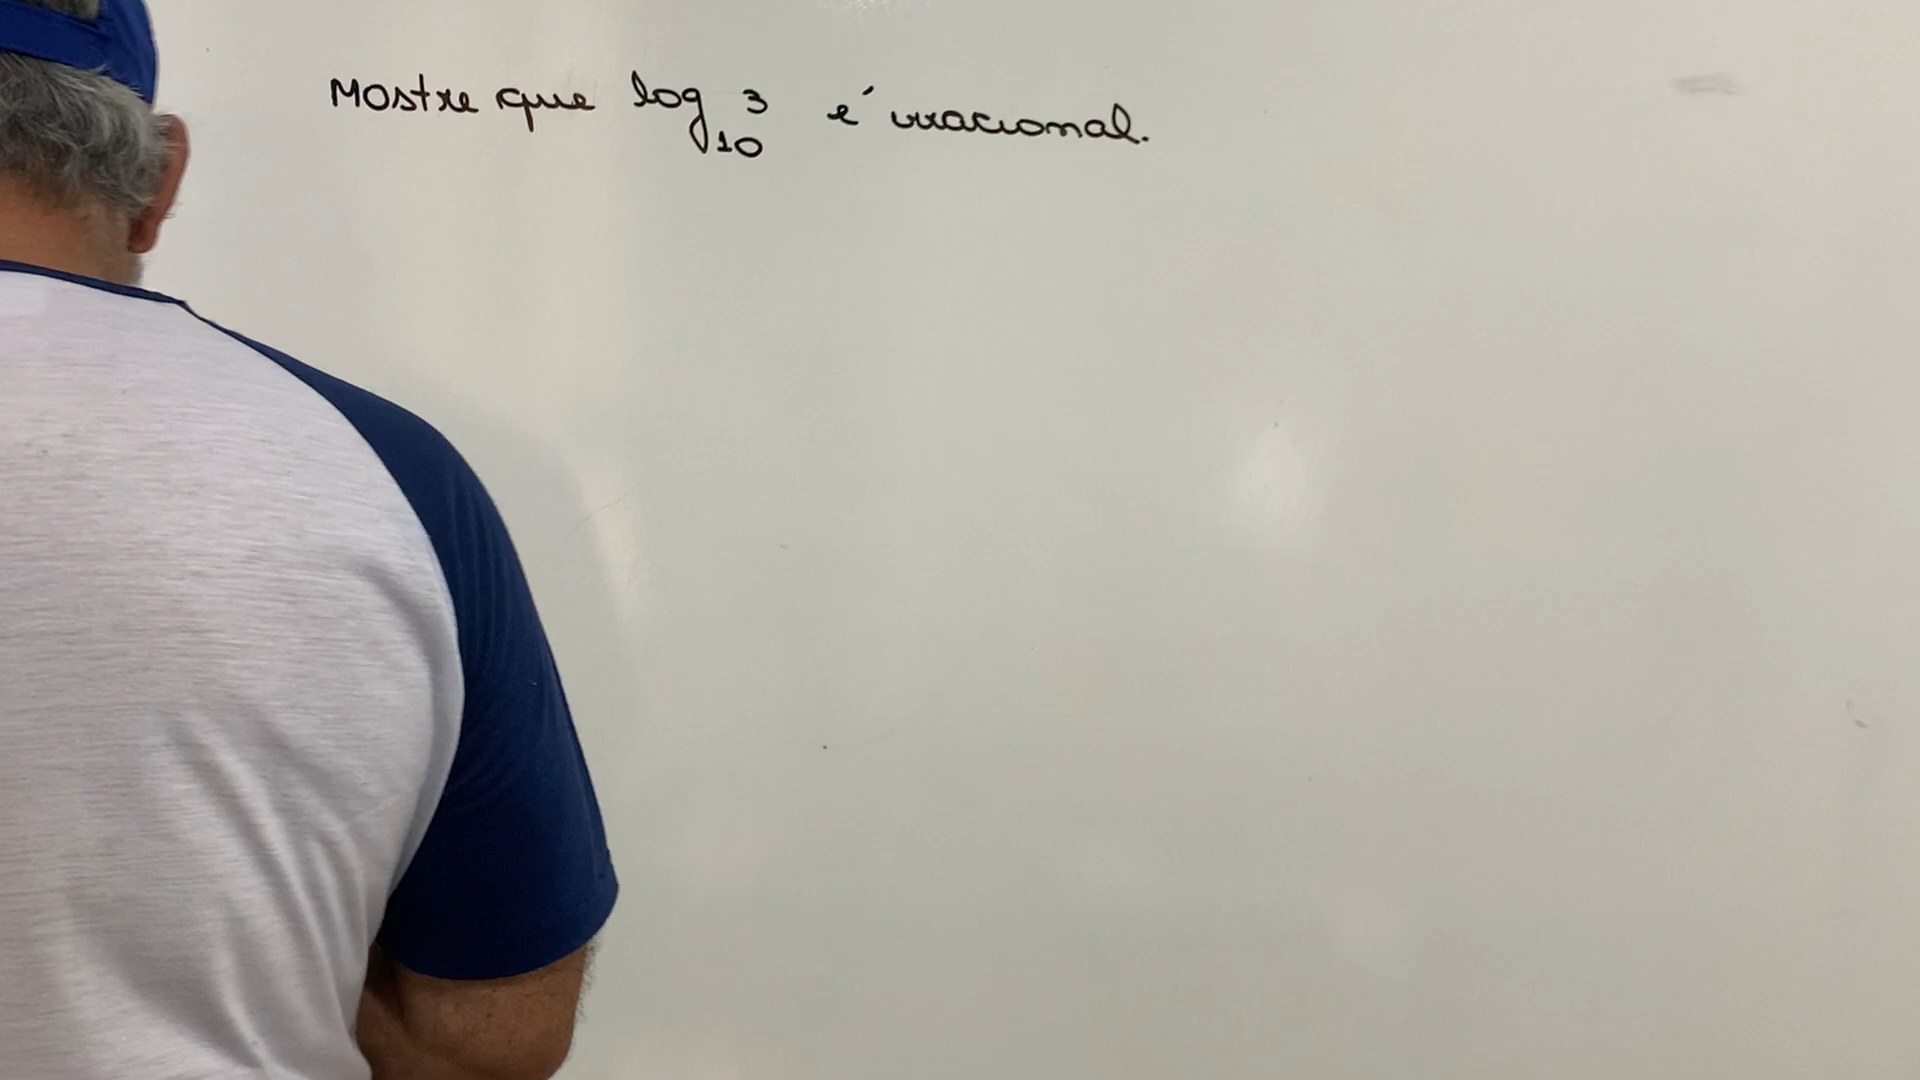 Mostre que log₁₀ 3 é irracional.